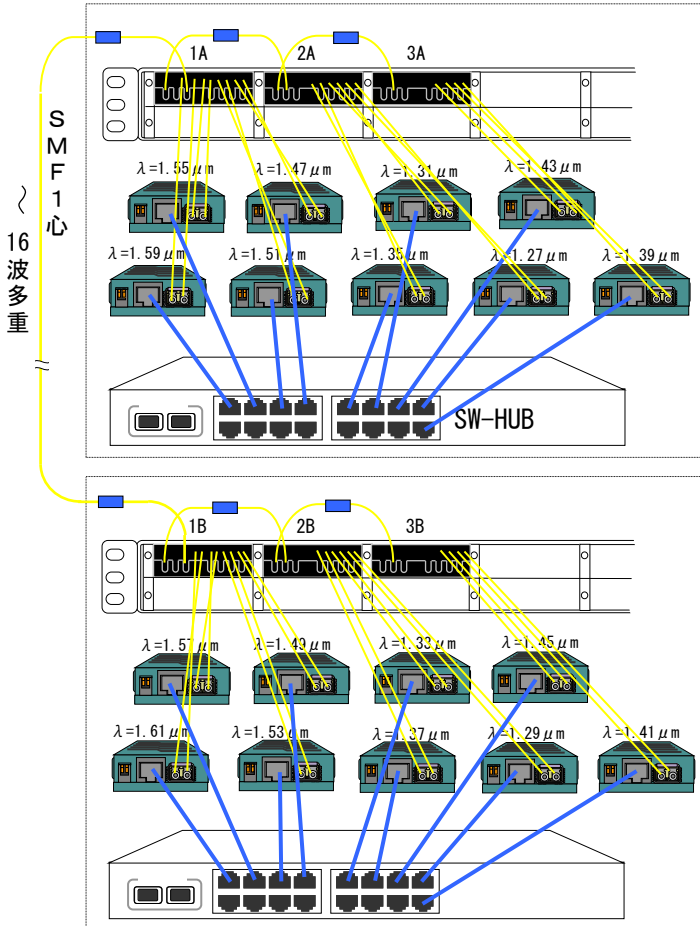 1A 2A 3A
SMF1心
~16波多重
λ=1.55μm λ=1.47μm λ=1.31μm λ=1.43μm
λ=1.59μm λ=1.51μm λ=1.35μm λ=1.27μm λ=1.39μm
SW-HUB
1B 2B 3B
λ=1.57μm λ=1.49μm λ=1.33μm λ=1.45μm
λ=1.61μm λ=1.53μm λ=1.37μm λ=1.29μm λ=1.41μm